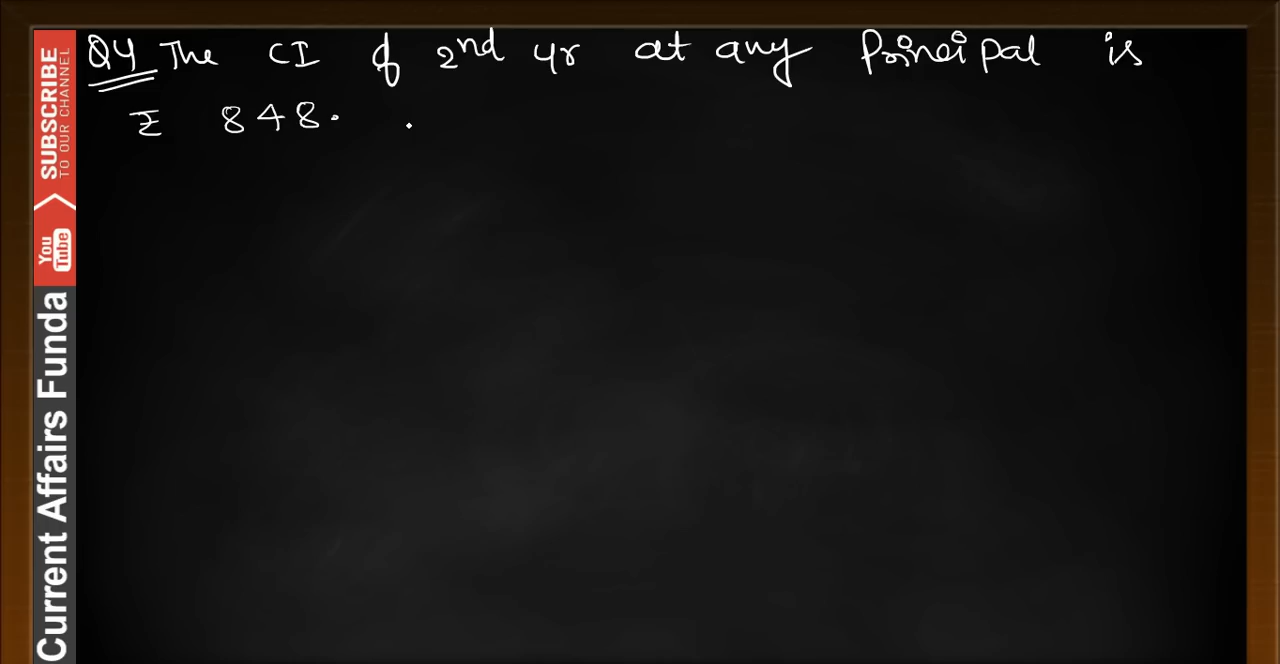 Q4 The CI of 2nd yr at any Principal is
₹ 848.
SUBSCRIBE
TO OUR CHANNEL
You Tube
Current Affairs Funda